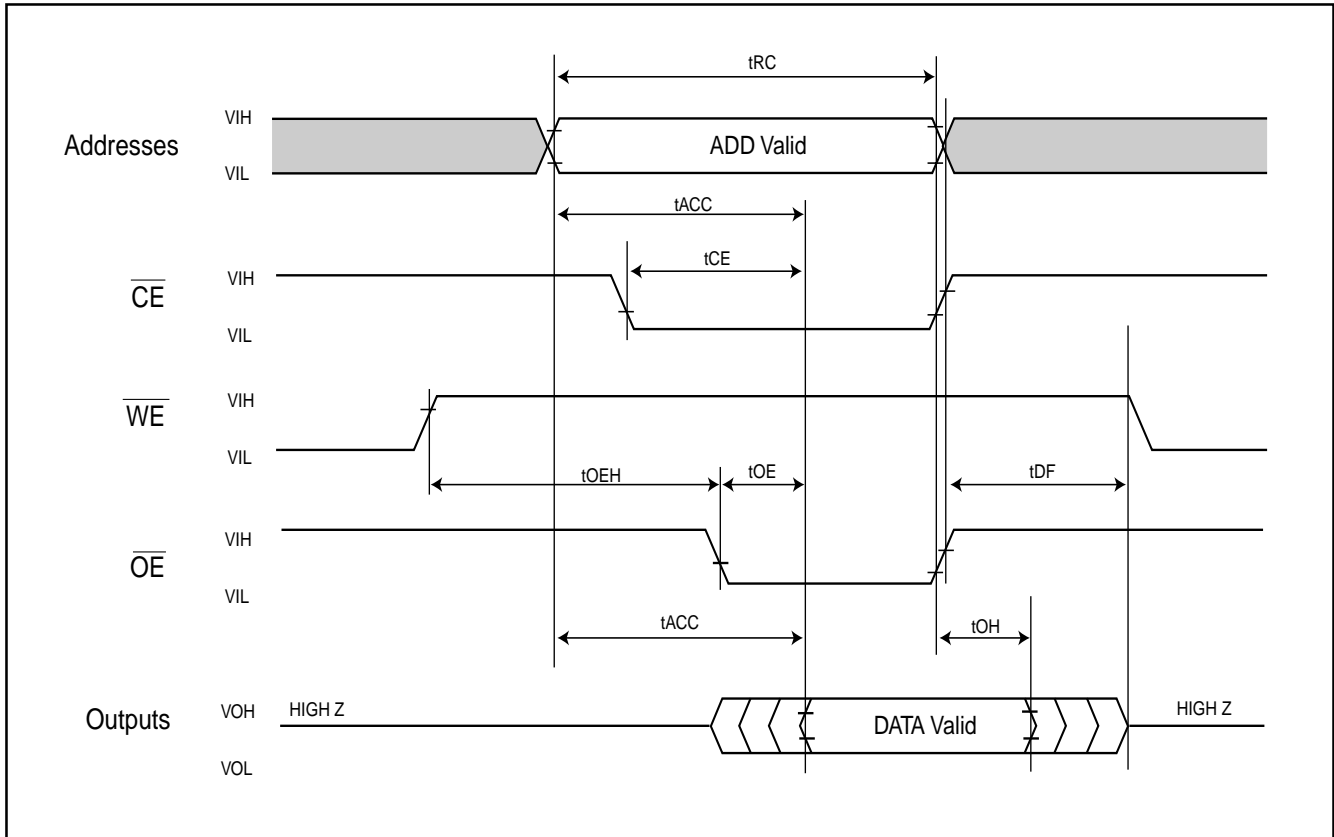 tRC
VIH
Addresses
ADD Valid
VIL
tACC
tCE
VIH
CE
VIL
VIH
WE
VIL
tOEH
tOE
tDF
VIH
OE
VIL
tACC
tOH
Outputs
VOH
HIGH Z
DATA Valid
HIGH Z
VOL